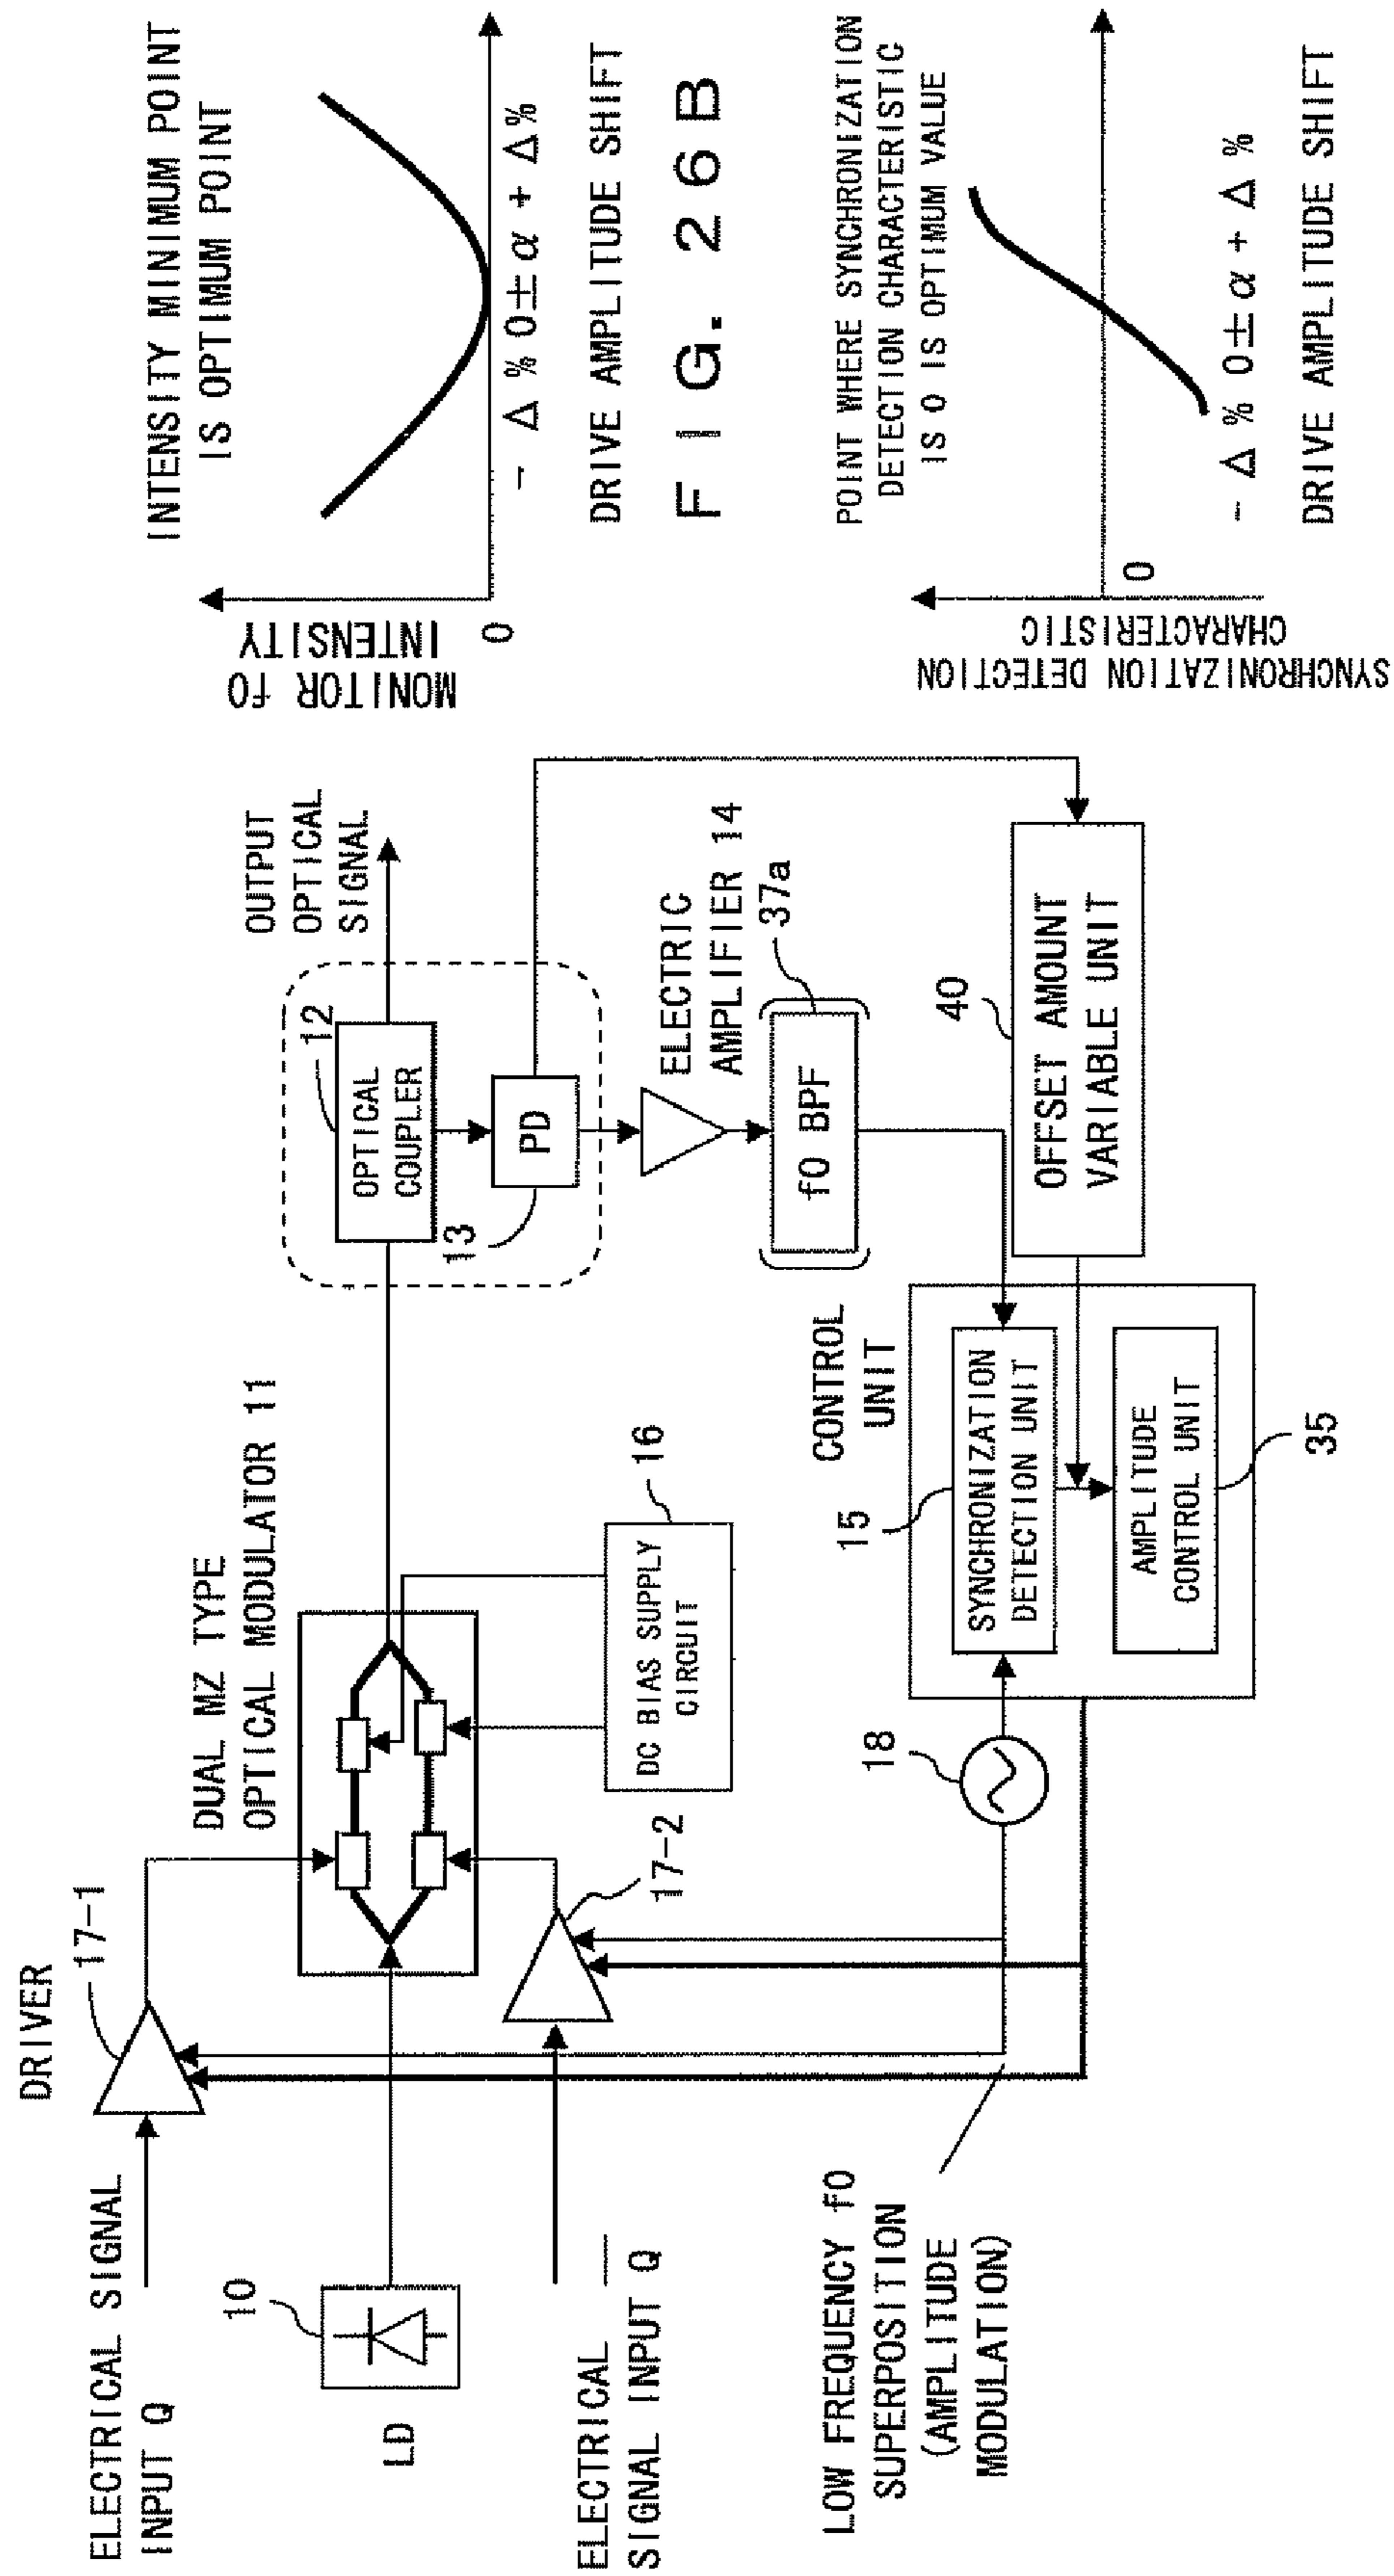 DRIVER
17-1
ELECTRICAL SIGNAL
INPUT Q
DUAL MZ TYPE
OPTICAL MODULATOR 11
10
LD
ELECTRICAL
SIGNAL INPUT Q̅
17-2
DC BIAS SUPPLY
CIRCUIT
16
OUTPUT
OPTICAL
SIGNAL
12
OPTICAL
COUPLER
13
PD
ELECTRIC
AMPLIFIER 14
37a
f0 BPF
40
OFFSET AMOUNT
VARIABLE UNIT
CONTROL
UNIT
15
SYNCHRONIZATION
DETECTION UNIT
AMPLITUDE
CONTROL UNIT
35
18
LOW FREQUENCY f0
SUPERPOSITION
(AMPLITUDE
MODULATION)
INTENSITY MINIMUM POINT
IS OPTIMUM POINT
MONITOR f0
INTENSITY
0
- Δ % 0±α + Δ%
DRIVE AMPLITUDE SHIFT
FIG. 26B
POINT WHERE SYNCHRONIZATION
DETECTION CHARACTERISTIC
IS 0 IS OPTIMUM VALUE
SYNCHRONIZATION DETECTION
CHARACTERISTIC
0
- Δ % 0±α + Δ %
DRIVE AMPLITUDE SHIFT